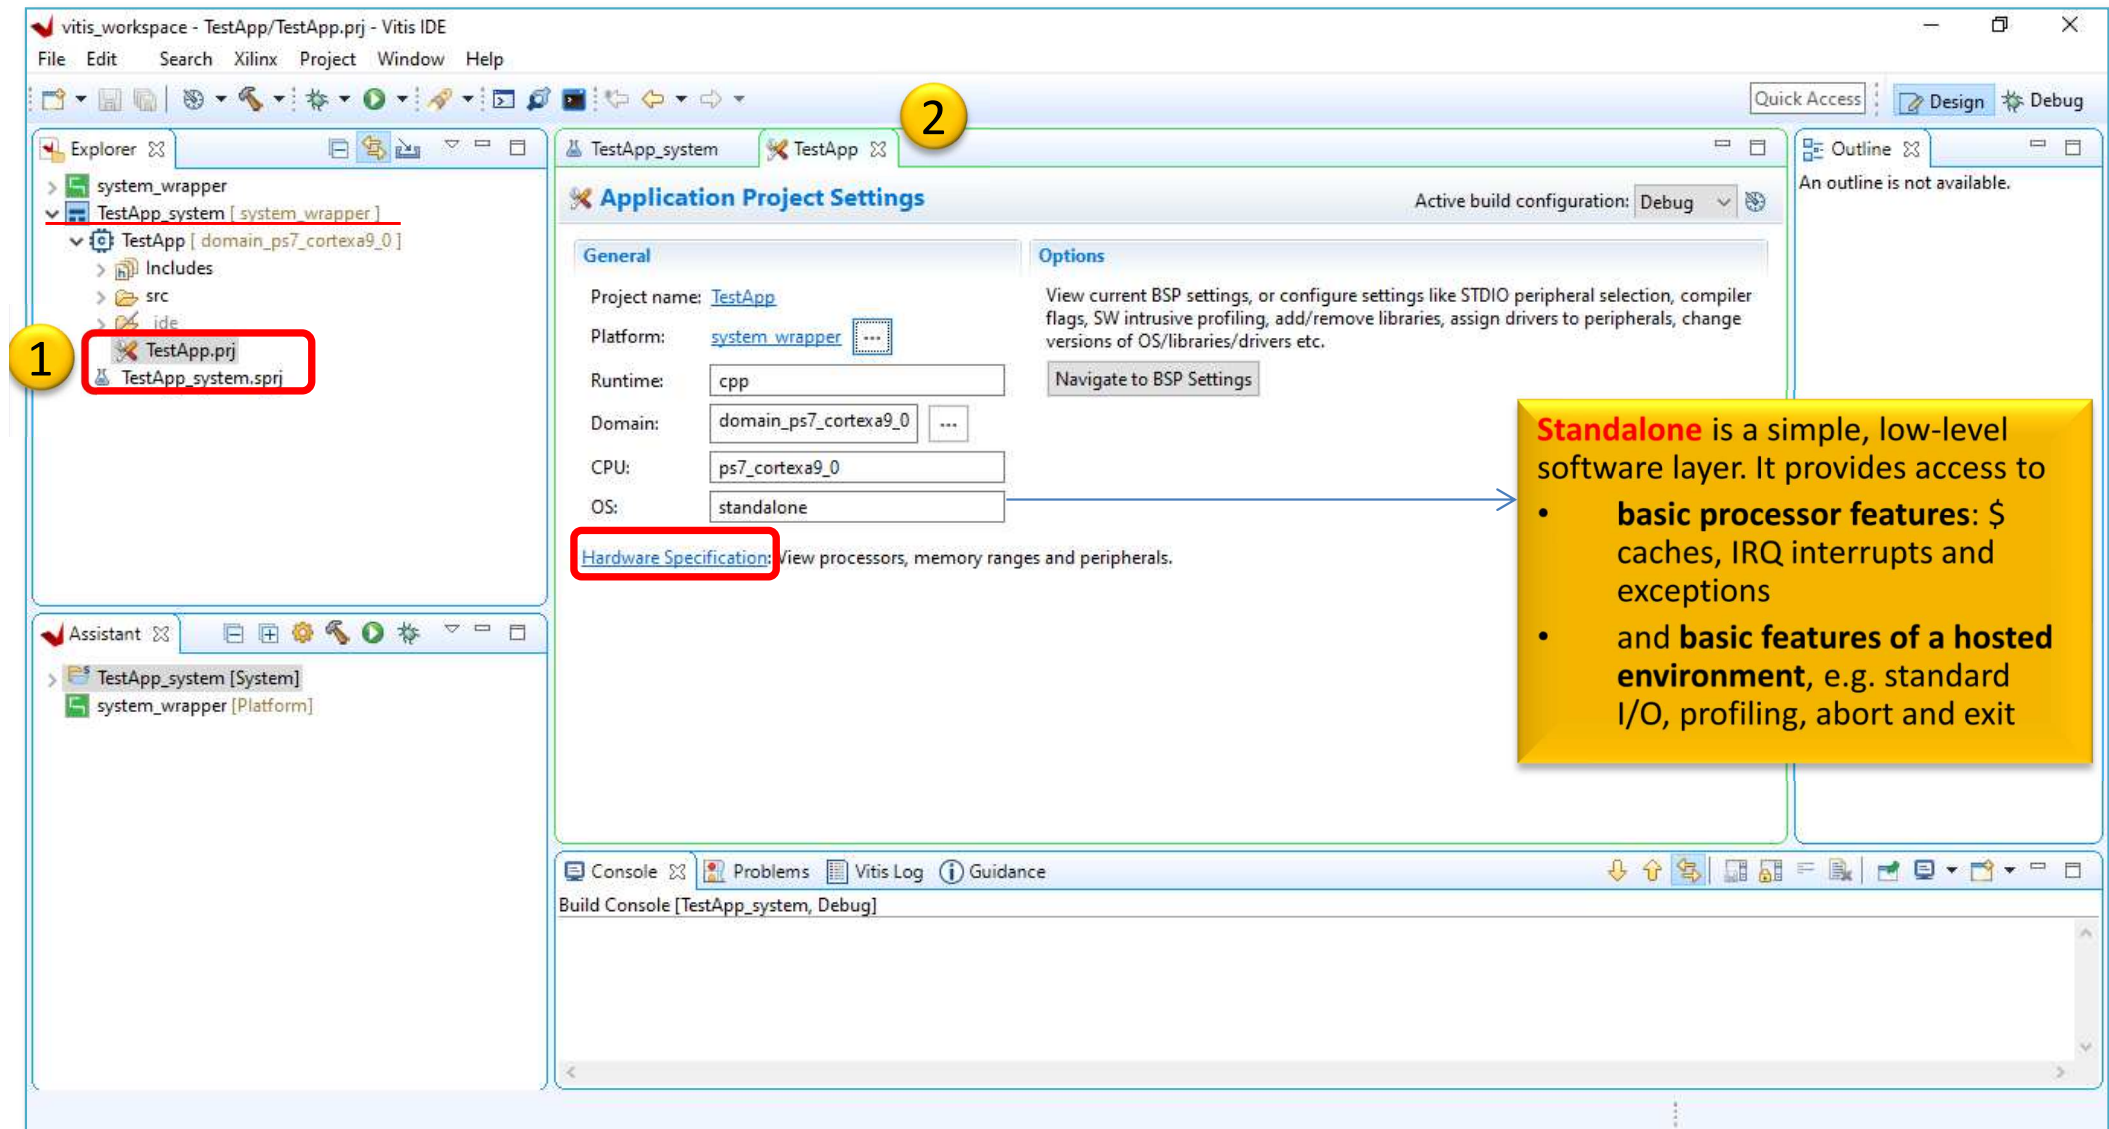 vitis_workspace - TestApp/TestApp.prj - Vitis IDE
File Edit Search Xilinx Project Window Help
Quick Access
Design
Debug
2
Explorer
system_wrapper
TestApp_system [ system_wrapper ]
TestApp [ domain_ps7_cortexa9_0 ]
Includes
src
_ide
1
TestApp.prj
TestApp_system.sprj
TestApp_system
TestApp
Application Project Settings
Active build configuration: Debug
General
Project name: TestApp
Platform: system_wrapper ...
Runtime: cpp
Domain: domain_ps7_cortexa9_0 ...
CPU: ps7_cortexa9_0
OS: standalone
Hardware Specification: View processors, memory ranges and peripherals.
Options
View current BSP settings, or configure settings like STDIO peripheral selection, compiler
flags, SW intrusive profiling, add/remove libraries, assign drivers to peripherals, change
versions of OS/libraries/drivers etc.
Navigate to BSP Settings
Outline
An outline is not available.
Standalone is a simple, low-level
software layer. It provides access to
• basic processor features: $
caches, IRQ interrupts and
exceptions
• and basic features of a hosted
environment, e.g. standard
I/O, profiling, abort and exit
Assistant
TestApp_system [System]
system_wrapper [Platform]
Console Problems Vitis Log Guidance
Build Console [TestApp_system, Debug]